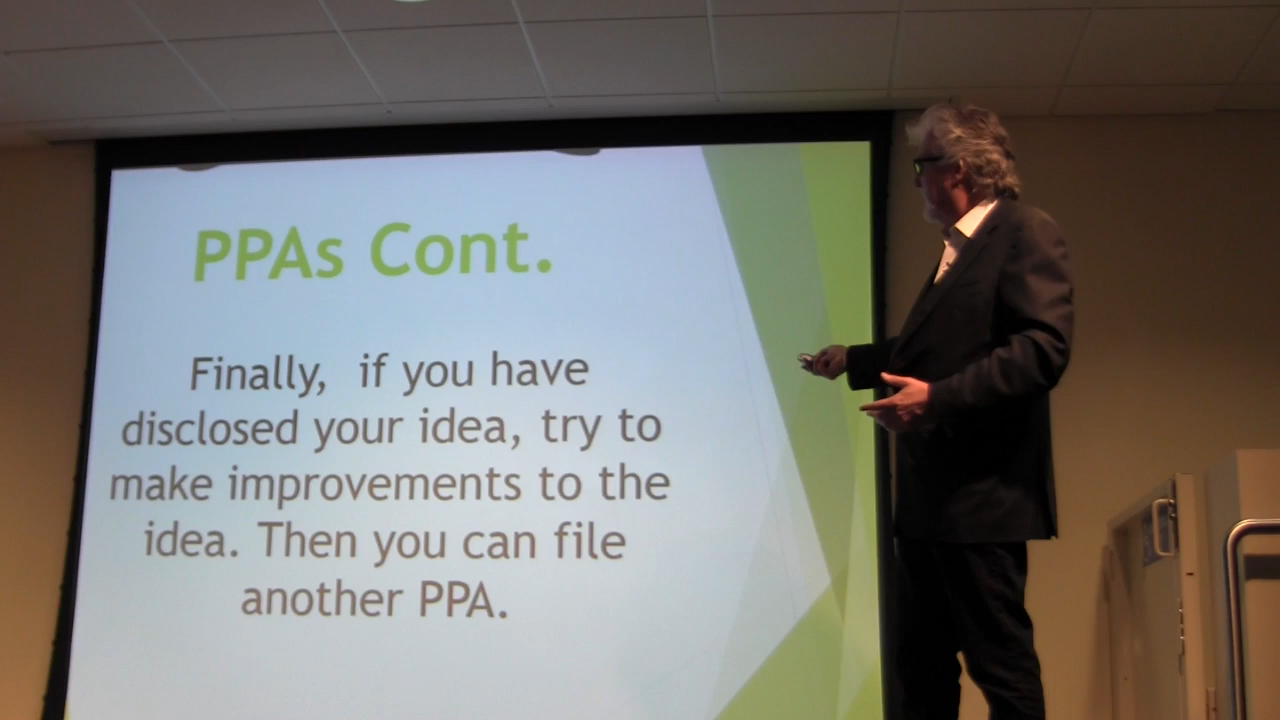 PPAs Cont.
Finally,  if you have
disclosed your idea, try to
make improvements to the
idea. Then you can file
another PPA.